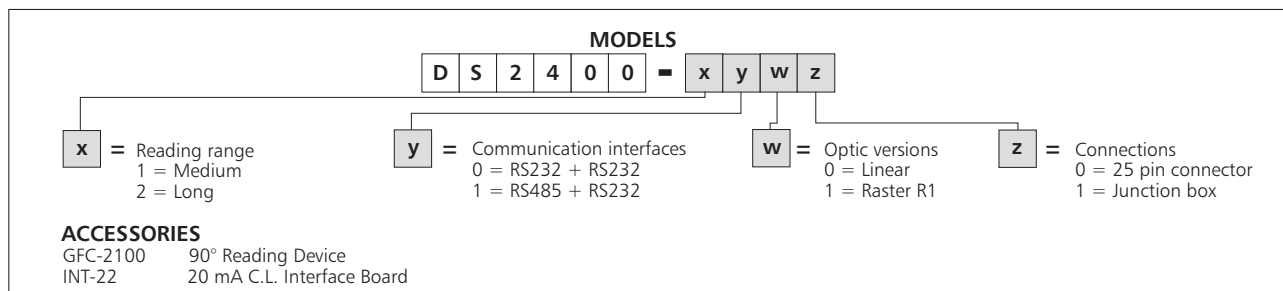 MODELS
D S 2 4 0 0 - x y w z
x = Reading range
1 = Medium
2 = Long
y = Communication interfaces
0 = RS232 + RS232
1 = RS485 + RS232
w = Optic versions
0 = Linear
1 = Raster R1
z = Connections
0 = 25 pin connector
1 = Junction box
ACCESSORIES
GFC-2100 90° Reading Device
INT-22 20 mA C.L. Interface Board